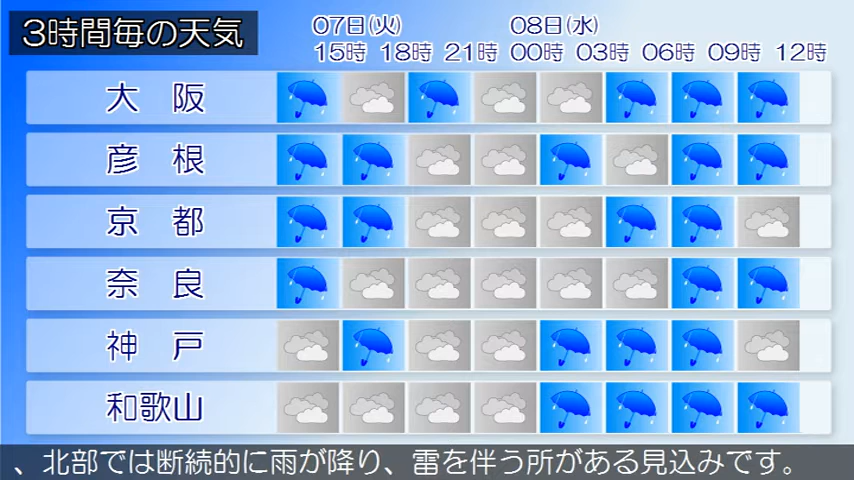 3時間毎の天気
07日(火) 08日(水)
15時 18時 21時 00時 03時 06時 09時 12時
大阪
彦根
京都
奈良
神戸
和歌山
、北部では断続的に雨が降り、雷を伴う所がある見込みです。